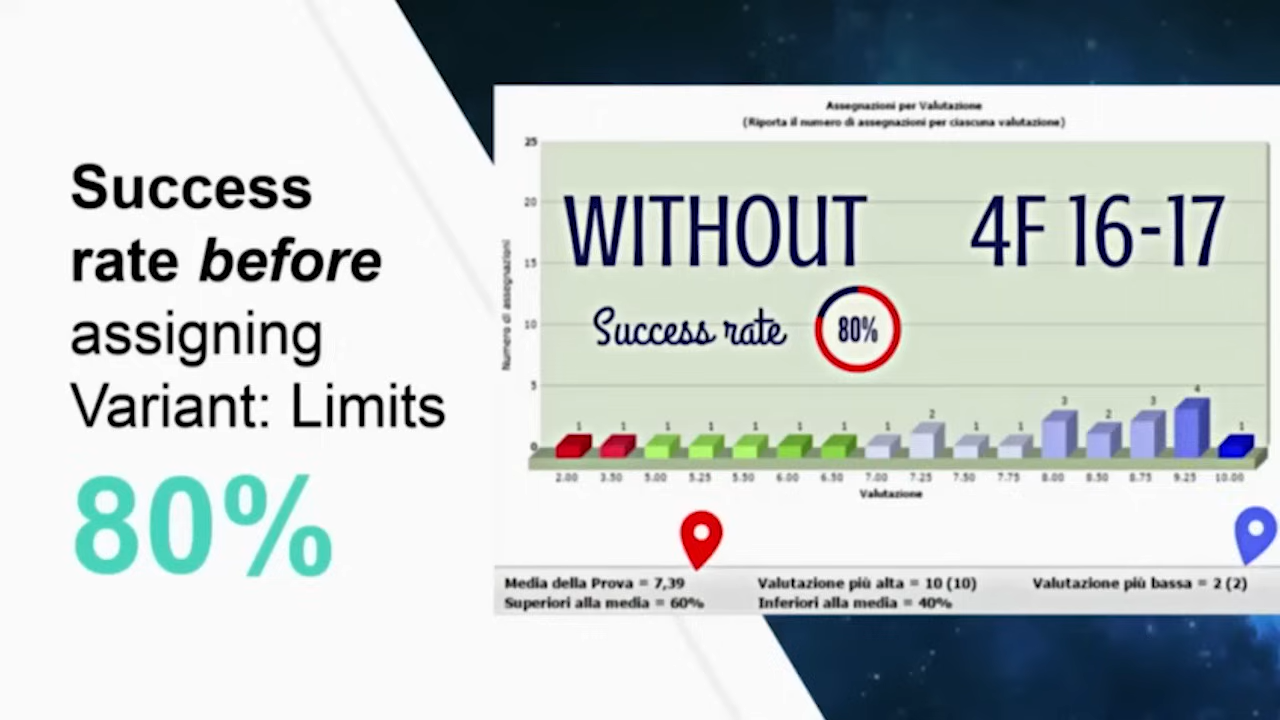 Success
rate before
assigning
Variant: Limits
80%
Assegnazioni per Valutazione
(Riporta il numero di assegnazioni per ciascuna valutazione)
Numero di assegnazioni
25
20
15
10
5
0
WITHOUT 4F 16-17
Success rate 80%
1 1 1 1 1 1 1 1 2 1 1 3 2 3 4 1
2.00 3.50 5.00 5.25 5.50 6.00 6.50 7.00 7.25 7.50 7.75 8.00 8.50 8.75 9.25 10.00
Valutazione
Media della Prova = 7,39 Valutazione più alta = 10 (10) Valutazione più bassa = 2 (2)
Superiori alla media = 60% Inferiori alla media = 40%